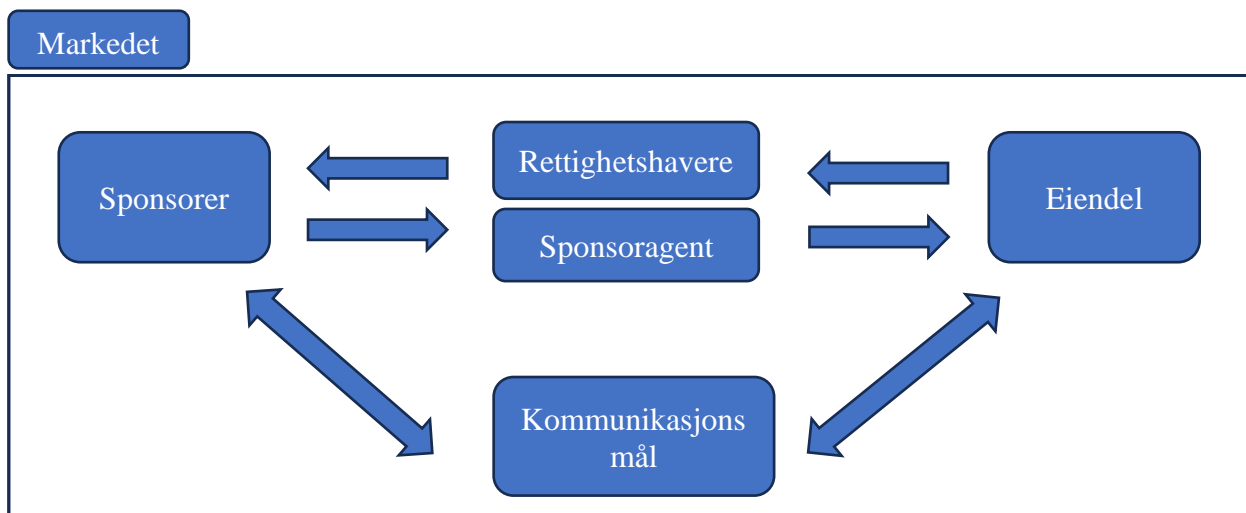 Markedet
Sponsorer
Rettighetshavere
Sponsoragent
Eiendel
Kommunikasjons
mål